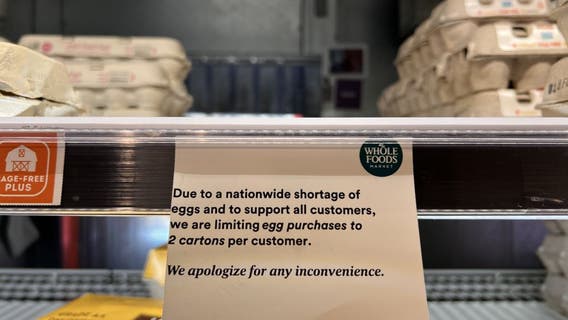 WHOLE
FOODS
MARKET
AGE-FREE
PLUS
Due to a nationwide shortage of
eggs and to support all customers,
we are limiting egg purchases to
2 cartons per customer.
We apologize for any inconvenience.